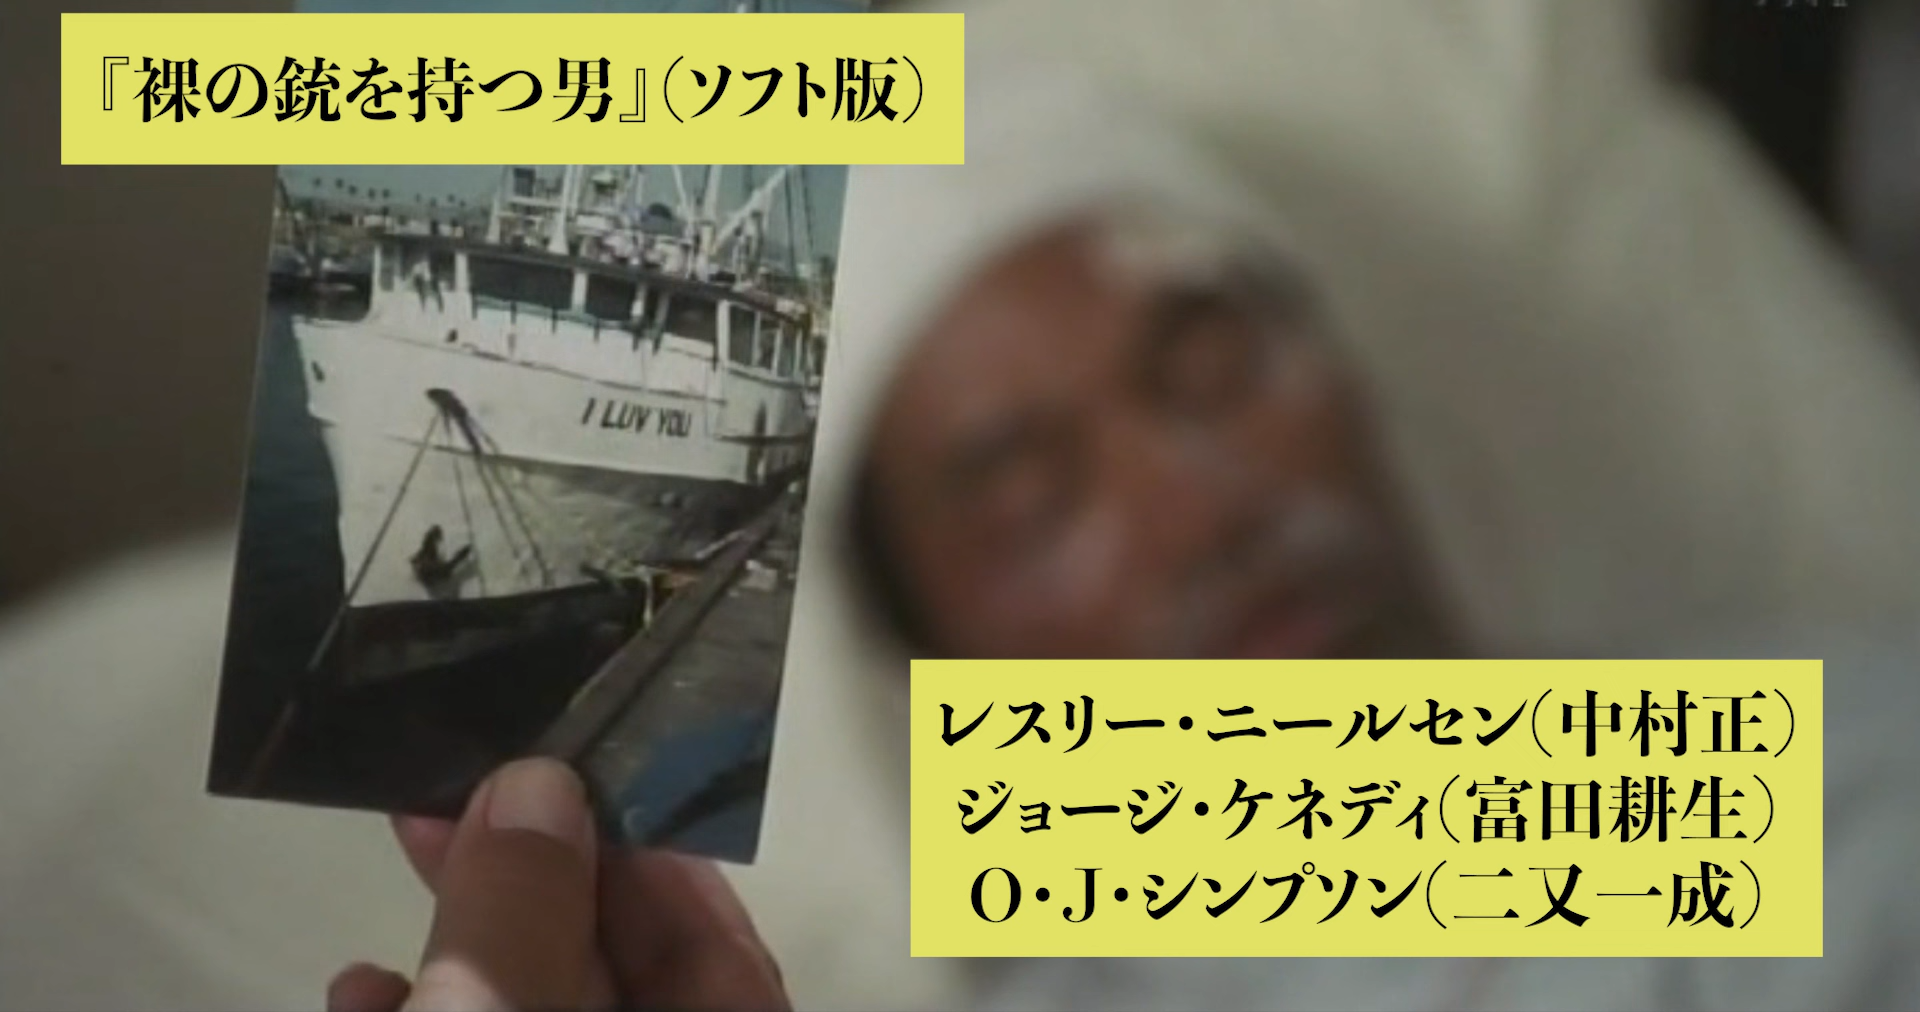 『裸の銃を持つ男』（ソフト版）
I LUV YOU
レスリー・ニールセン（中村正）
ジョージ・ケネディ（富田耕生）
O・J・シンプソン（二又一成）